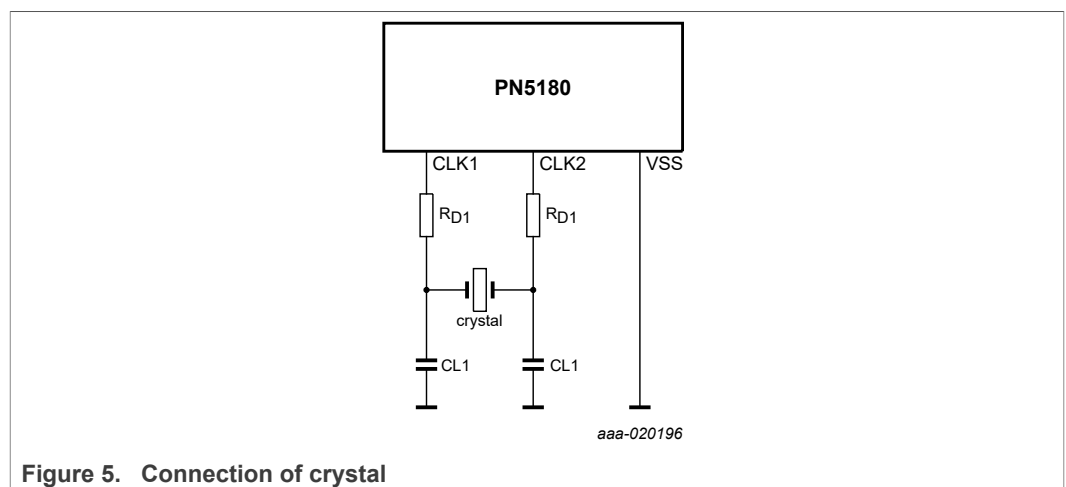 PN5180
CLK1 CLK2 VSS
RD1 RD1
crystal
CL1 CL1
aaa-020196
Figure 5. Connection of crystal